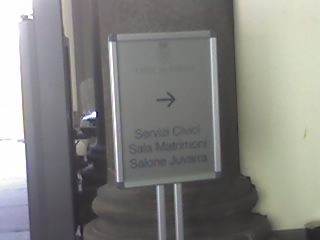 Servizi Civici
Sala Matrimoni
Salone Juvarra